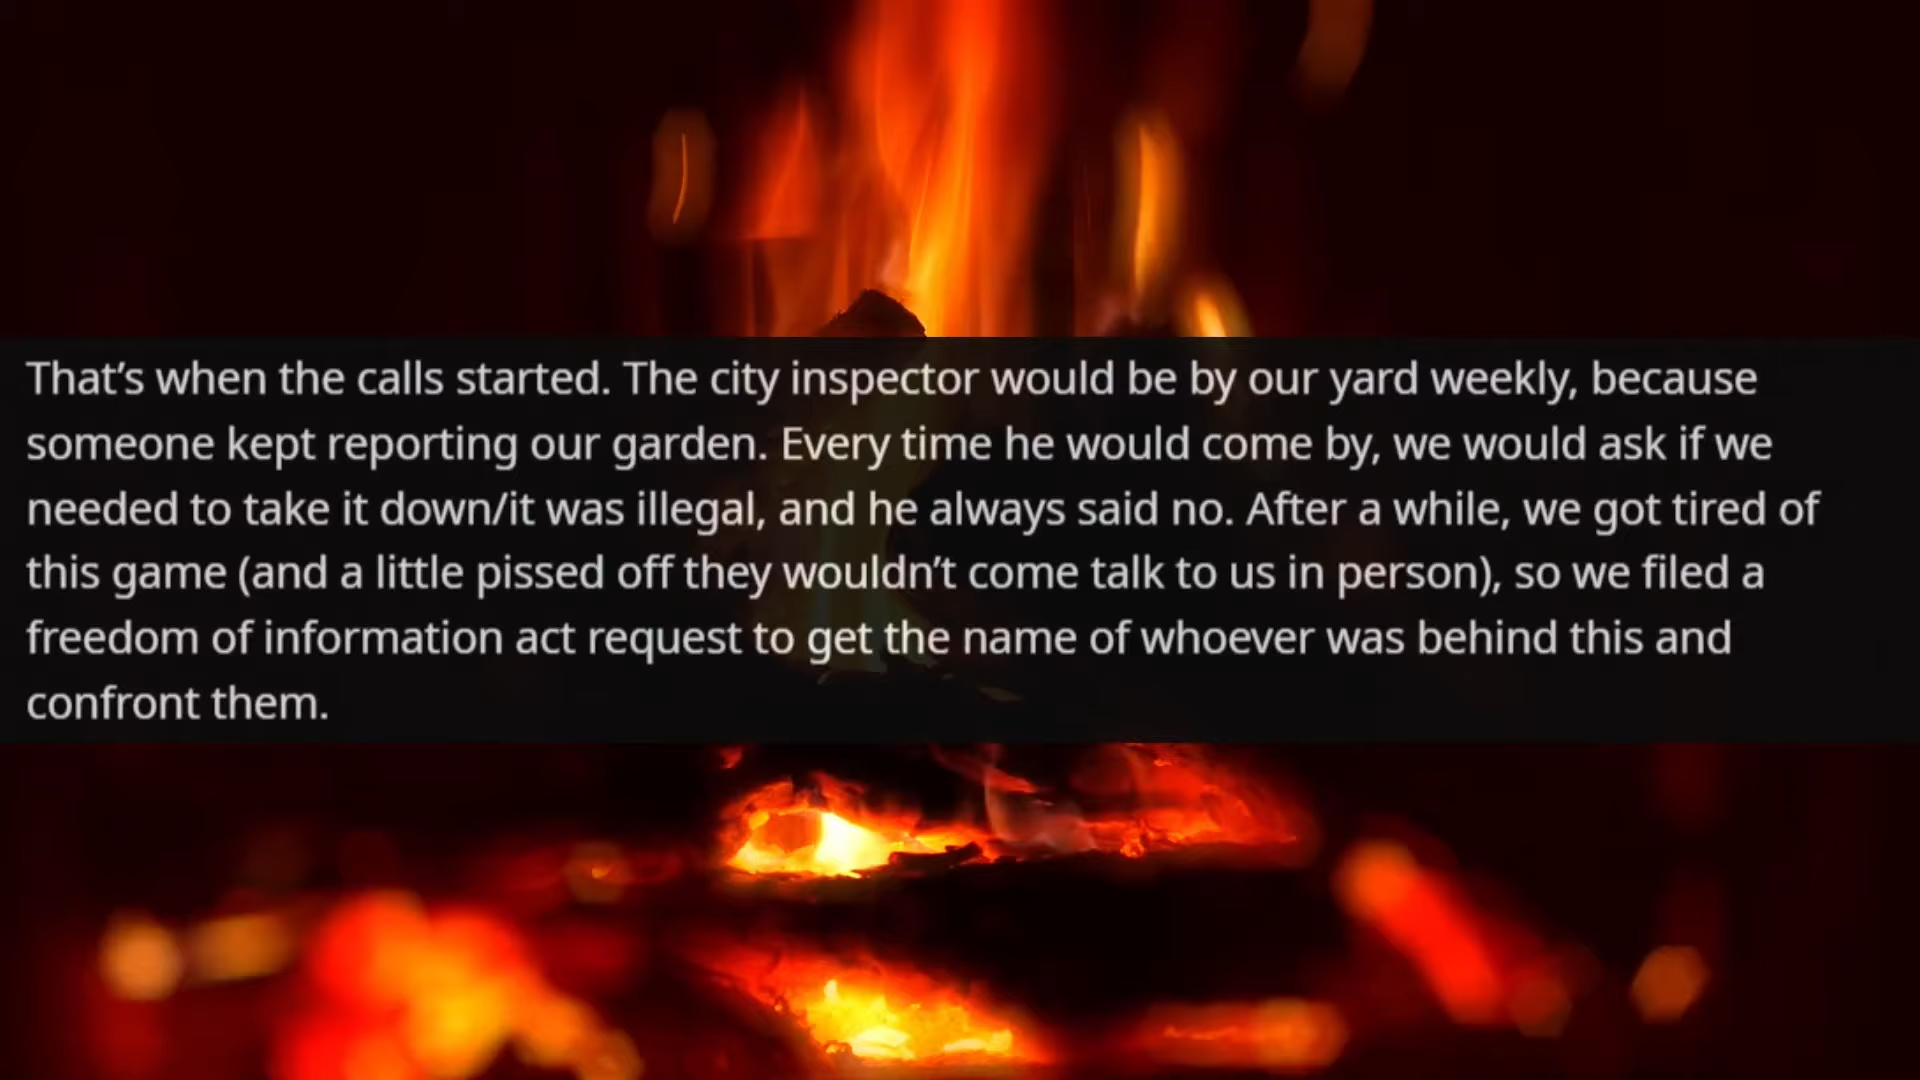 That’s when the calls started. The city inspector would be by our yard weekly, because
someone kept reporting our garden. Every time he would come by, we would ask if we
needed to take it down/it was illegal, and he always said no. After a while, we got tired of
this game (and a little pissed off they wouldn’t come talk to us in person), so we filed a
freedom of information act request to get the name of whoever was behind this and
confront them.